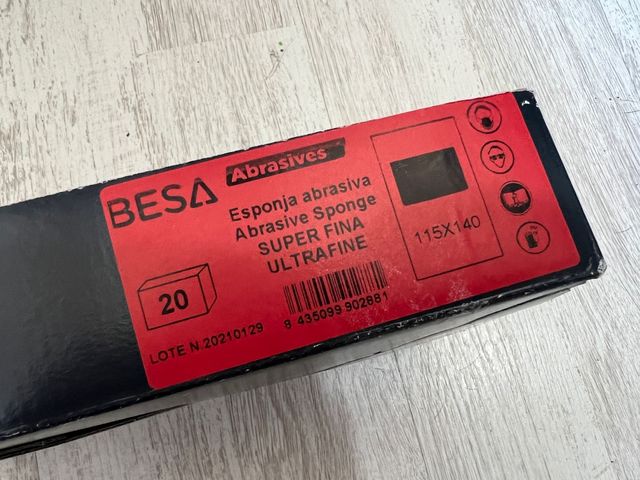 BESA
Abrasives
Esponja abrasiva
Abrasive Sponge
SUPER FINA
ULTRAFINE
20
LOTE N.20210129
8 435099 902881
115X140